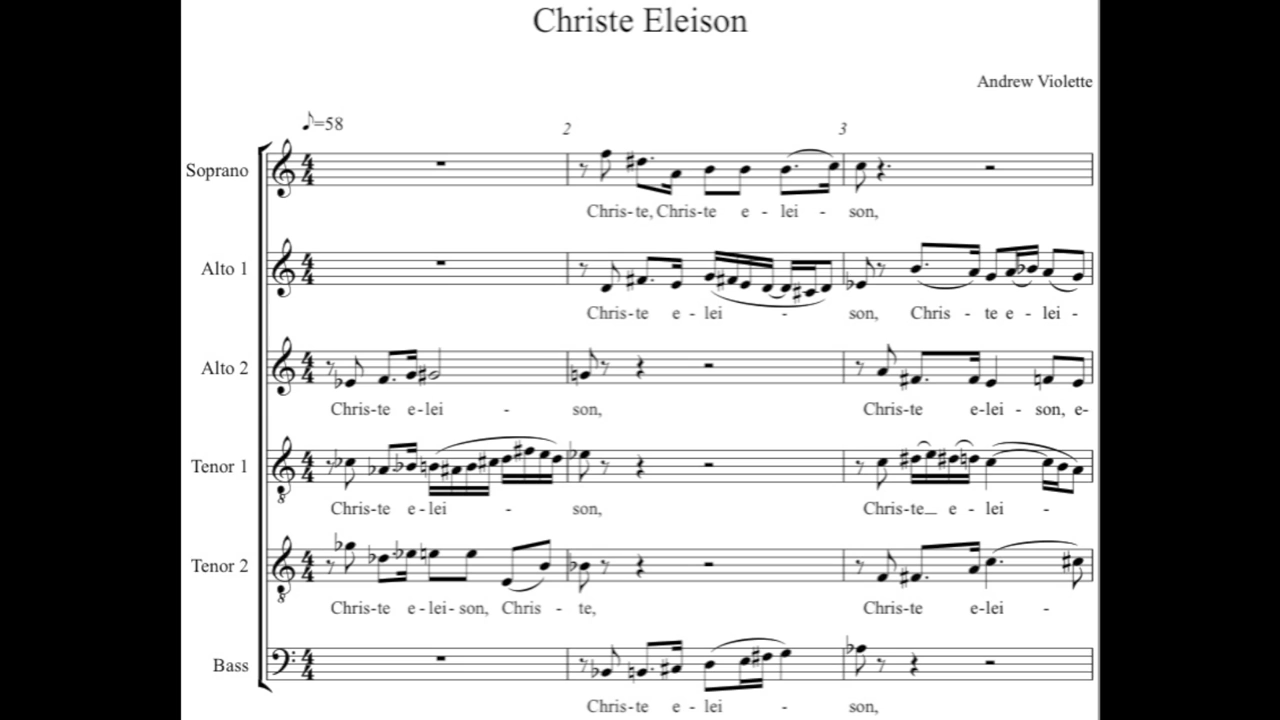 Christe Eleison
Andrew Violette
♪=58
2
3
Soprano
Chris-te, Chris-te e - lei - son,
Alto 1
Chris-te e - lei - son, Chris - te e - lei -
Alto 2
Chris-te e-lei - son, Chris-te e-lei - son, e-
Tenor 1
8
Chris-te e-lei - son, Chris-te_ e - lei -
Tenor 2
8
Chris-te e-lei-son, Chris - te, Chris-te e-lei -
Bass
Chris-te e - lei - son,